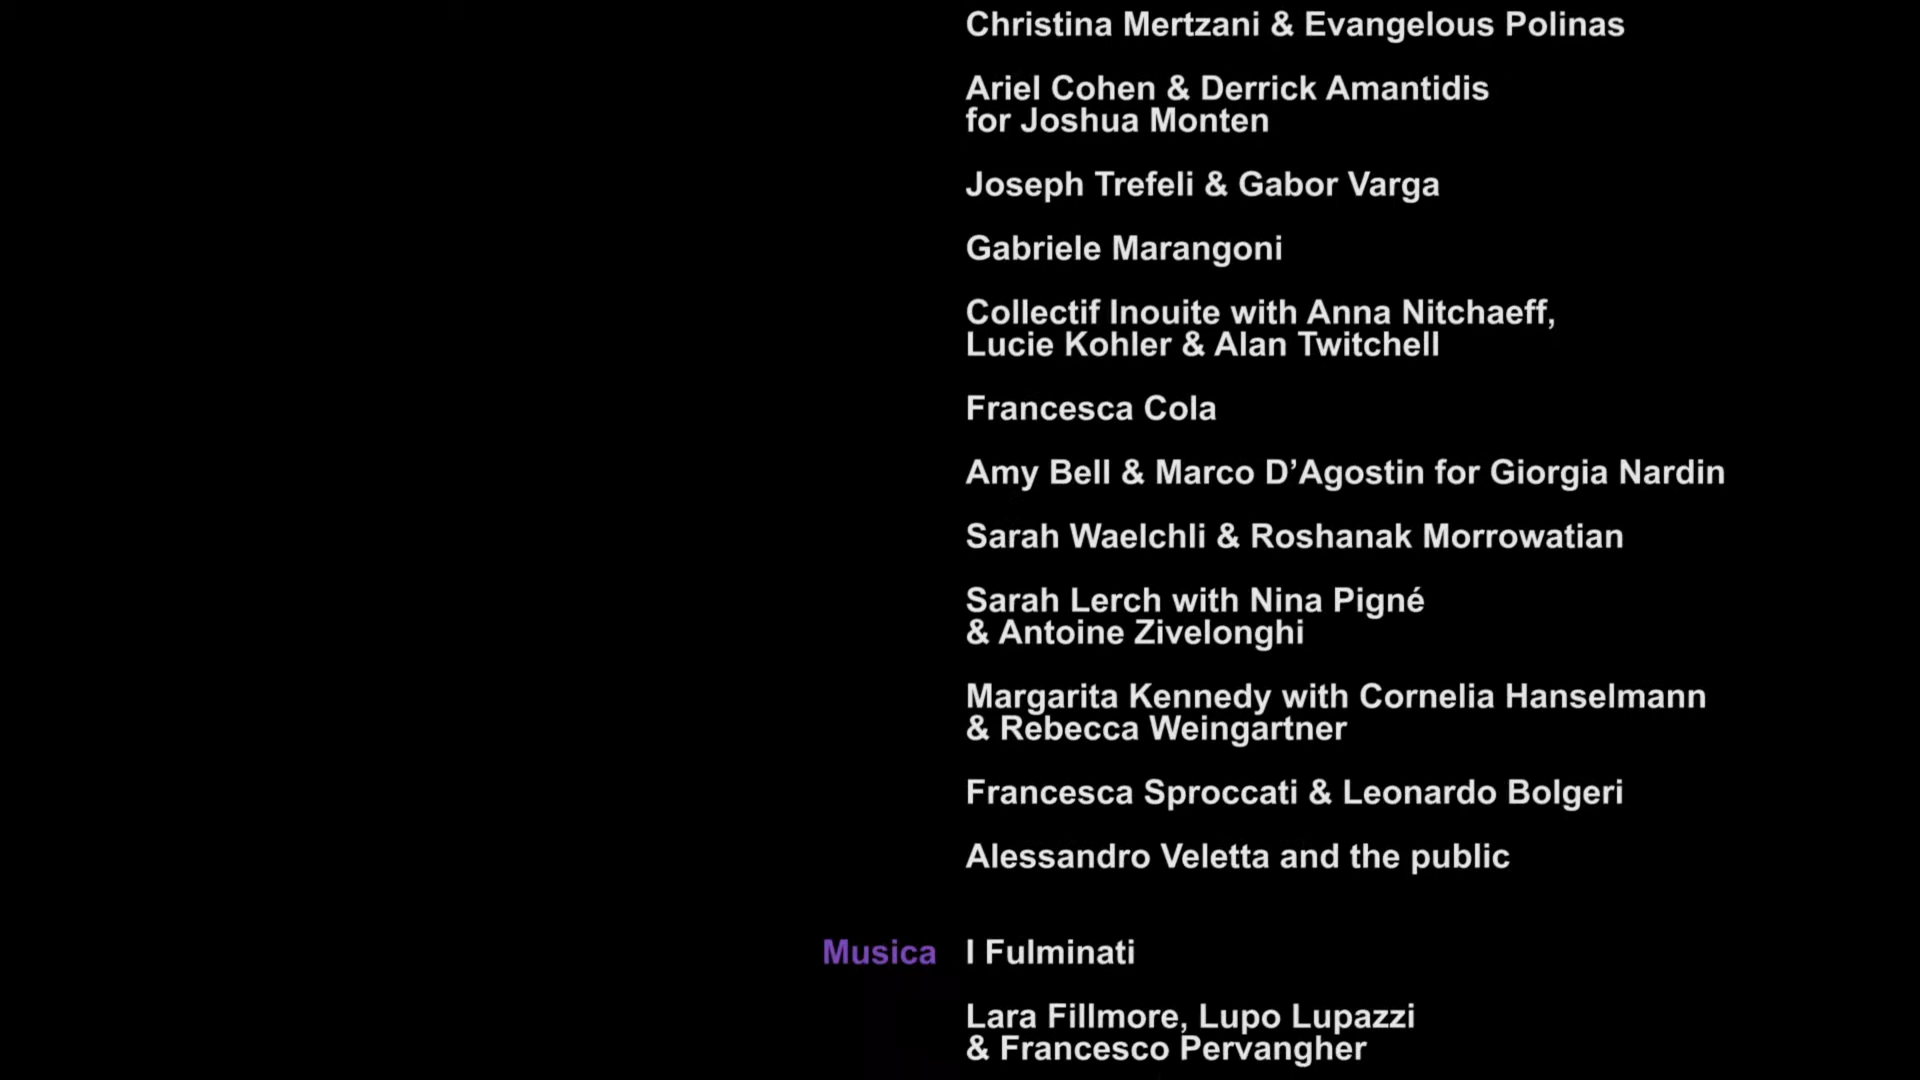 Christina Mertzani & Evangelous Polinas
Ariel Cohen & Derrick Amantidis
for Joshua Monten
Joseph Trefeli & Gabor Varga
Gabriele Marangoni
Collectif Inouite with Anna Nitchaeff,
Lucie Kohler & Alan Twitchell
Francesca Cola
Amy Bell & Marco D’Agostin for Giorgia Nardin
Sarah Waelchli & Roshanak Morrowatian
Sarah Lerch with Nina Pigné
& Antoine Zivelonghi
Margarita Kennedy with Cornelia Hanselmann
& Rebecca Weingartner
Francesca Sproccati & Leonardo Bolgeri
Alessandro Veletta and the public
Musica I Fulminati
Lara Fillmore, Lupo Lupazzi
& Francesco Pervangher